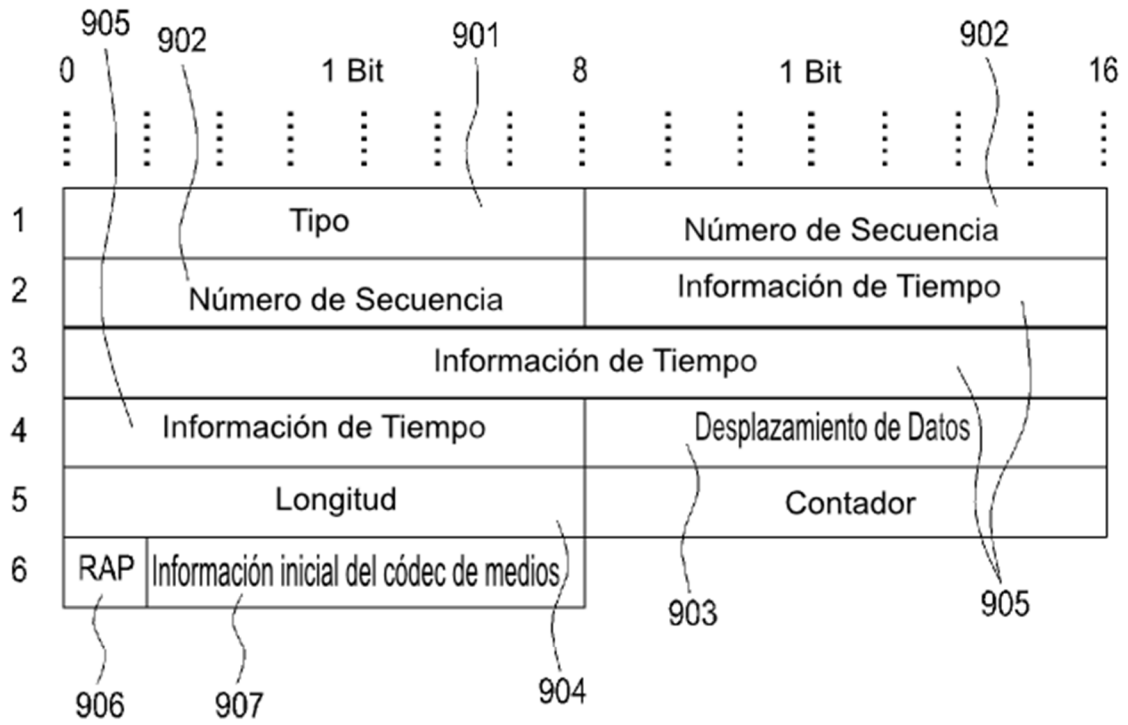 905 902 901 902
0 1 Bit 8 1 Bit 16
1 Tipo Número de Secuencia
2 Número de Secuencia Información de Tiempo
3 Información de Tiempo
4 Información de Tiempo Desplazamiento de Datos
5 Longitud Contador
6 RAP Información inicial del códec de medios
903 905
906 907 904